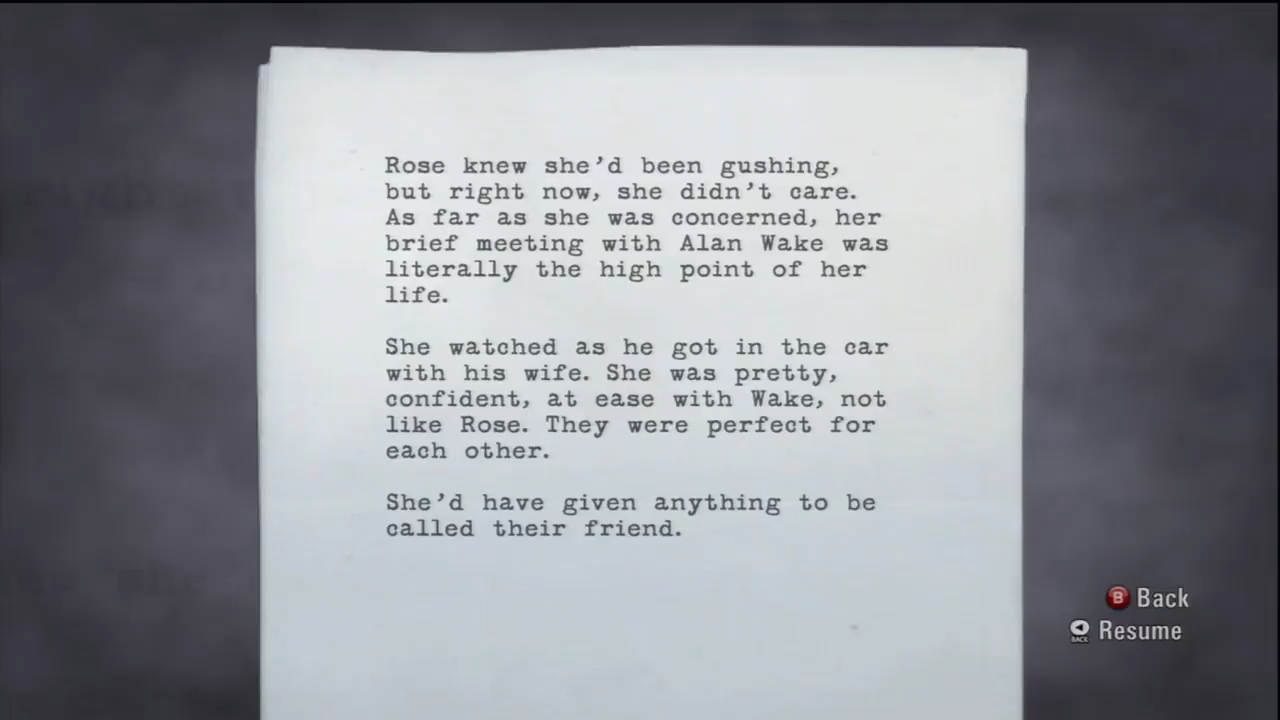 Rose knew she'd been gushing,
but right now, she didn't care.
As far as she was concerned, her
brief meeting with Alan Wake was
literally the high point of her
life.
She watched as he got in the car
with his wife. She was pretty,
confident, at ease with Wake, not
like Rose. They were perfect for
each other.
She'd have given anything to be
called their friend.
B Back
BACK Resume